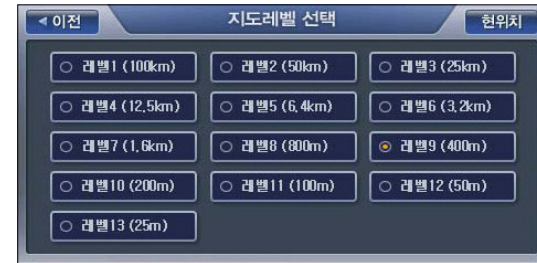 이전 지도레벨 선택 현위치
레벨1 (100km) 레벨2 (50km) 레벨3 (25km)
레벨4 (12,5km) 레벨5 (6,4km) 레벨6 (3,2km)
레벨7 (1,6km) 레벨8 (800m) 레벨9 (400m)
레벨10 (200m) 레벨11 (100m) 레벨12 (50m)
레벨13 (25m)